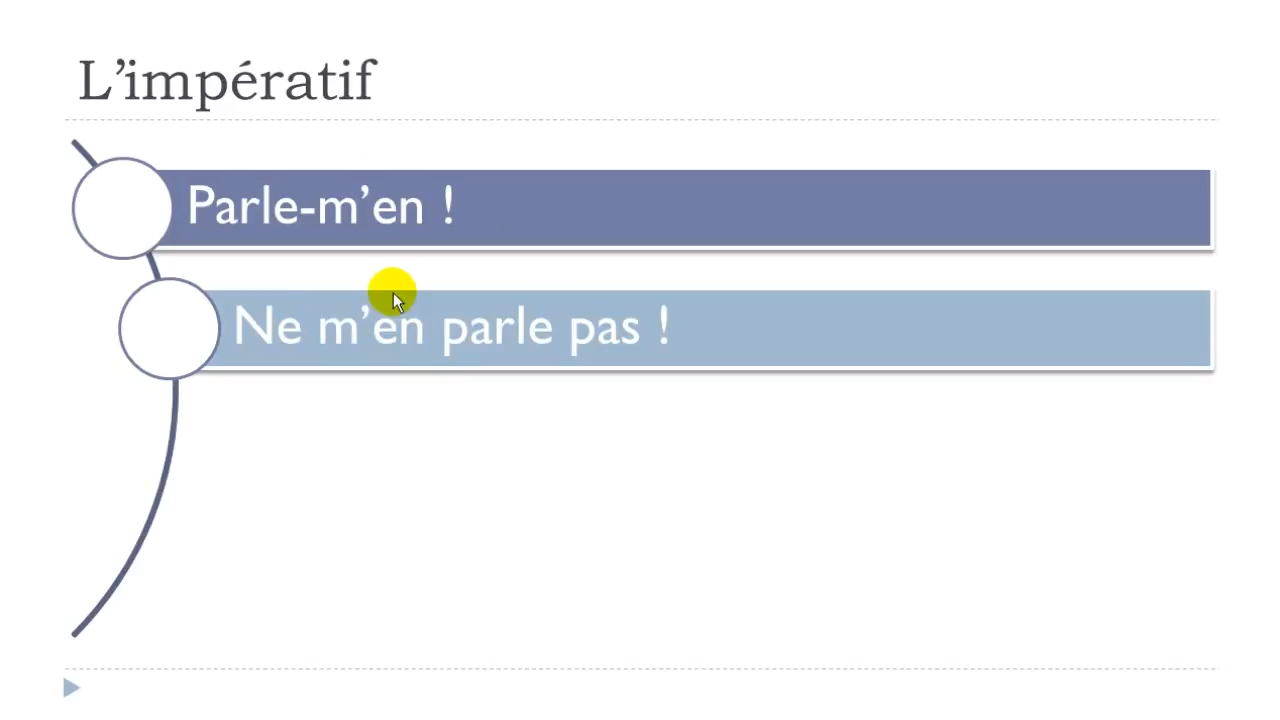 L’impératif
Parle-m’en !
Ne m’en parle pas !